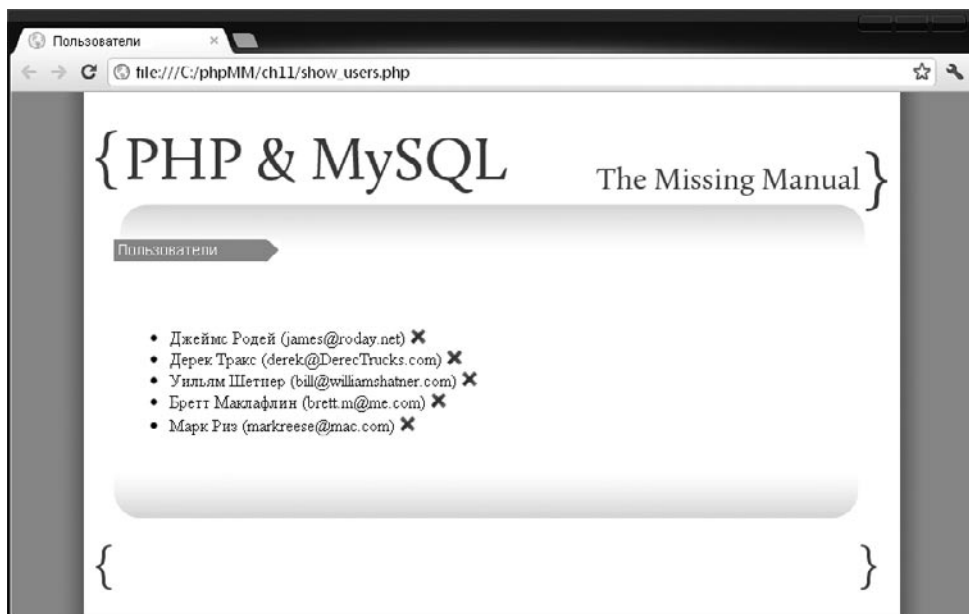 Пользователи
file:///C:/phpMM/ch11/show_users.php
{ PHP & MySQL
The Missing Manual }
Пользователи
• Джеймс Родей (james@roday.net)
• Дерек Тракс (derek@DerecTrucks.com)
• Уильям Шетнер (bill@williamshatner.com)
• Бретт Маклафлин (brett.m@me.com)
• Марк Риз (markreese@mac.com)
{ }